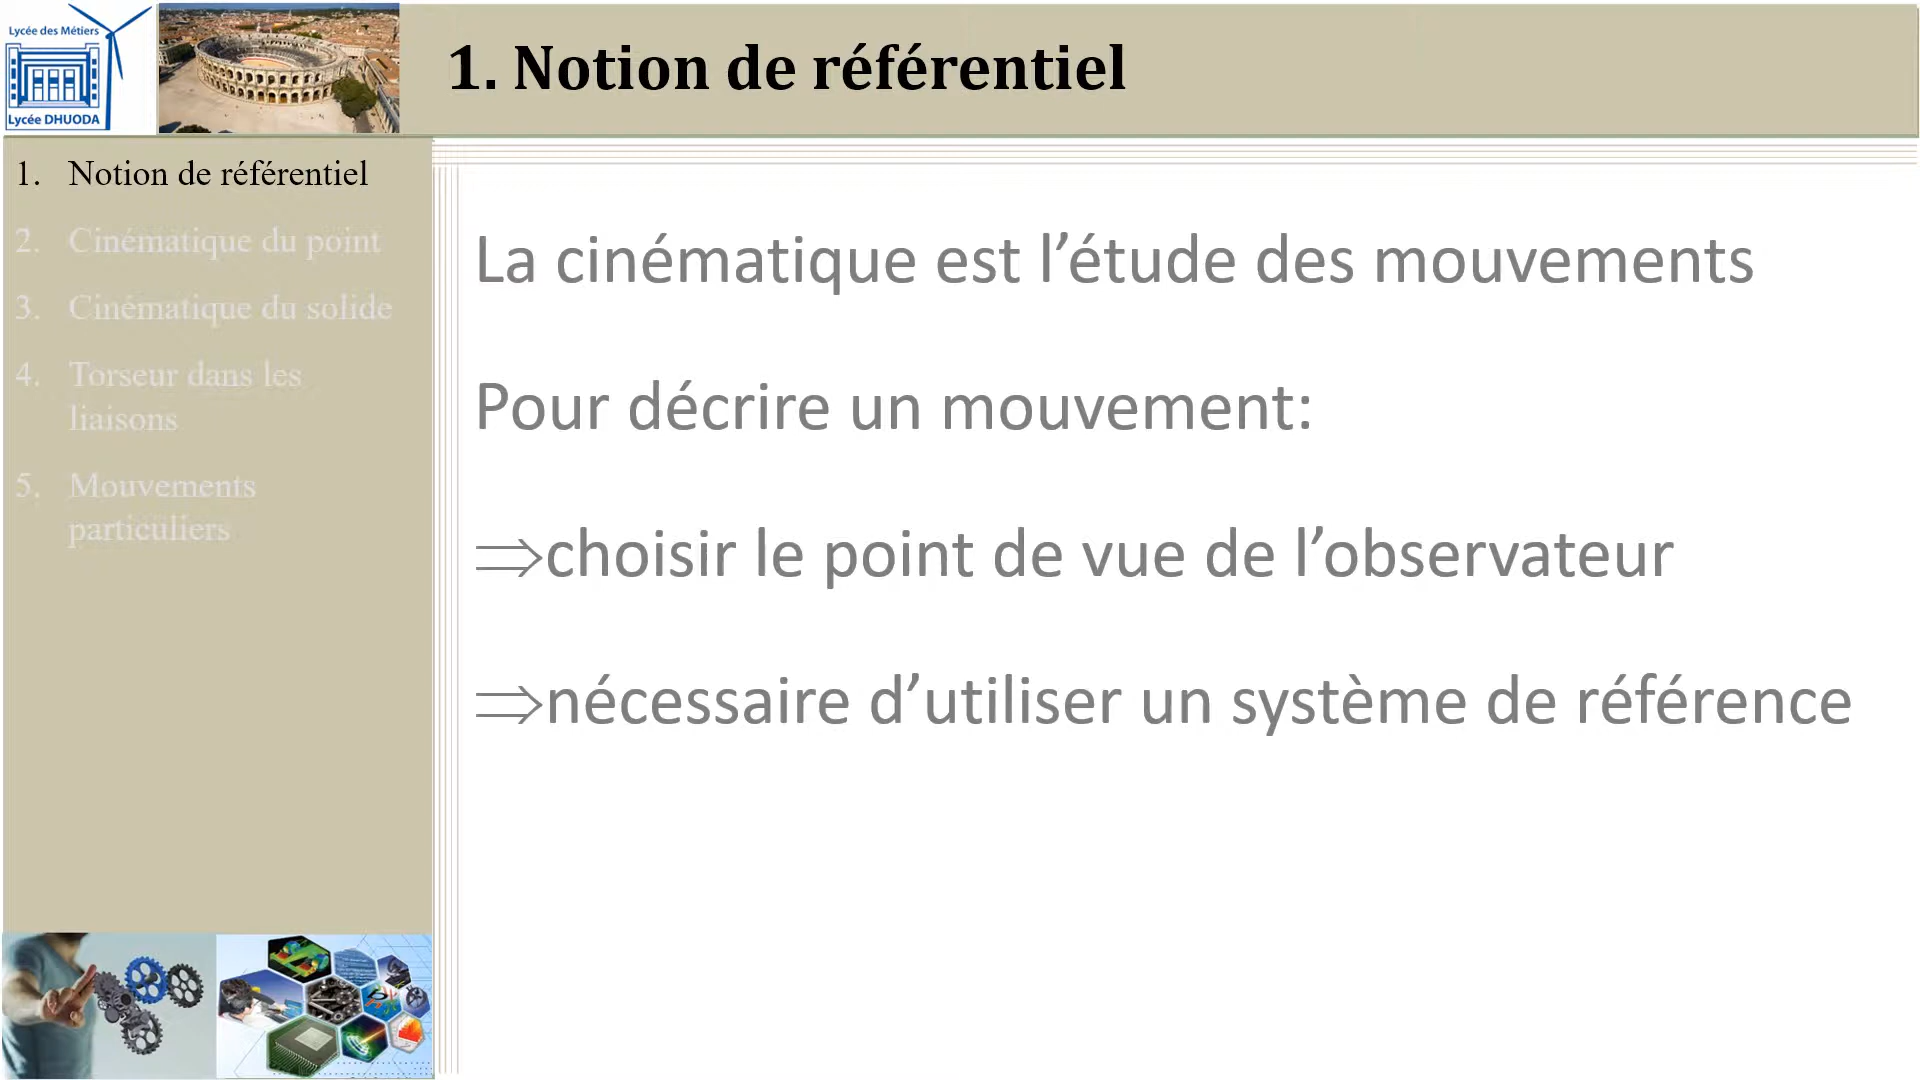 Lycée des Métiers
Lycée DHUODA
1. Notion de référentiel
1. Notion de référentiel
2. Cinématique du point
3. Cinématique du solide
4. Torseur dans les
liaisons
5. Mouvements
particuliers
La cinématique est l’étude des mouvements
Pour décrire un mouvement:
⇒choisir le point de vue de l’observateur
⇒nécessaire d’utiliser un système de référence